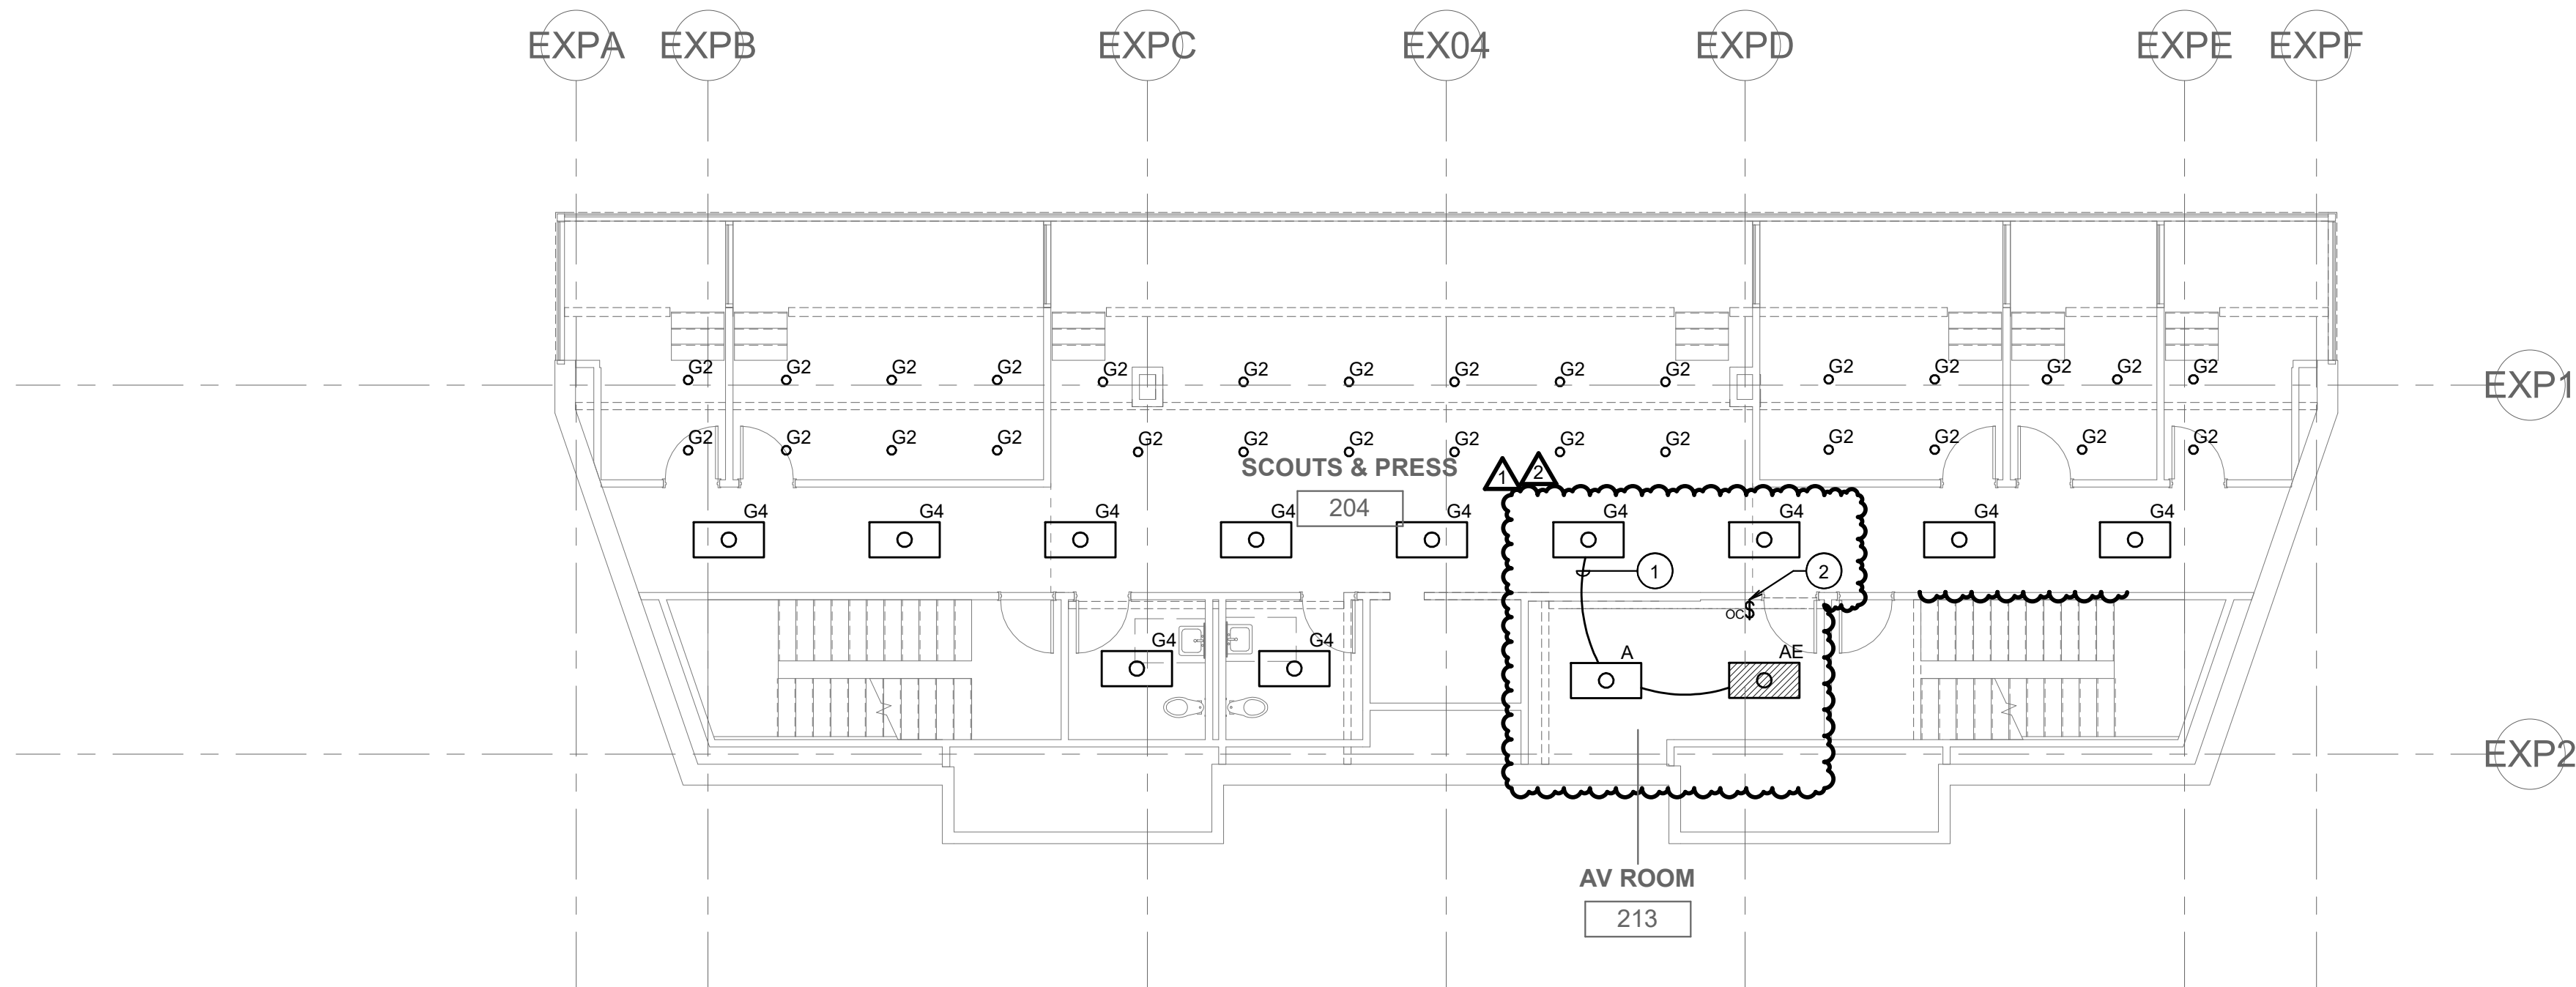 EXPA EXPB EXPC EX04 EXPD EXPE EXPF
G2 G2 G2 G2 G2 G2 G2 G2 G2 G2 G2 G2 G2 G2 G2
EXP1
G2 G2 G2 G2 G2 G2 G2 G2 G2 G2 G2 G2 G2 G2
SCOUTS & PRESS
1 2
204
G4 G4 G4 G4 G4 G4 G4 G4 G4
1 2
OC$
G4 G4 A AE
EXP2
AV ROOM
213